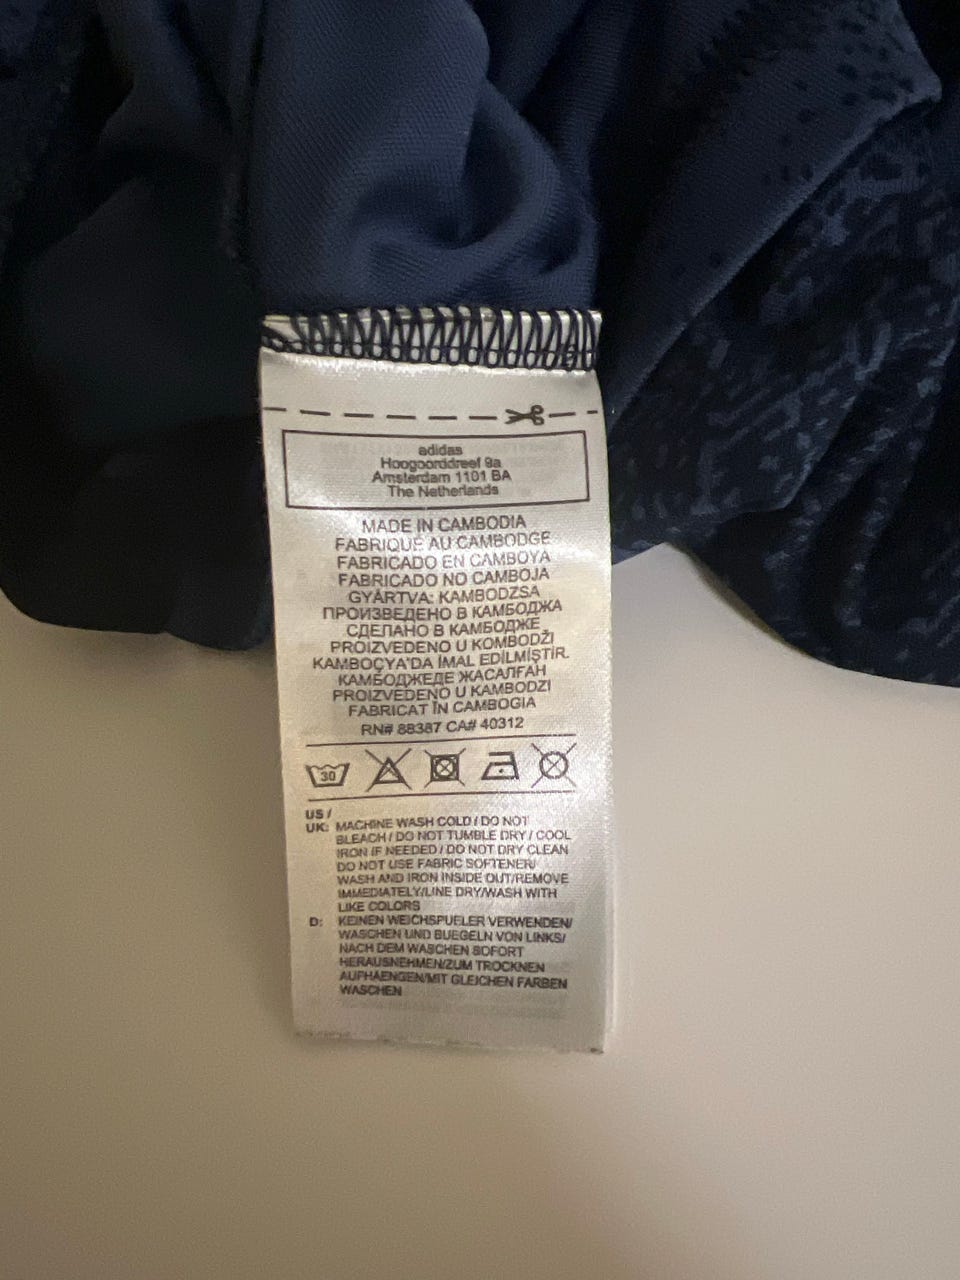 adidas
Hoogoorddreef 9a
Amsterdam 1101 BA
The Netherlands
MADE IN CAMBODIA
FABRIQUÉ AU CAMBODGE
FABRICADO EN CAMBOYA
FABRICADO NO CAMBOJA
GYÁRTVA: KAMBODZSA
ПРОИЗВЕДЕНО В КАМБОДЖА
СДЕЛАНО В КАМБОДЖЕ
PROIZVEDENO U KOMBODŽI
KAMBOÇYA'DA İMAL EDİLMİŞTİR.
КАМБОДЖЕДЕ ЖАСАЛҒАН
PROIZVEDENO U KAMBODZI
FABRICAT ÎN CAMBOGIA
RN# 88387 CA# 40312
30
US /
UK: MACHINE WASH COLD / DO NOT
BLEACH / DO NOT TUMBLE DRY / COOL
IRON IF NEEDED / DO NOT DRY CLEAN
DO NOT USE FABRIC SOFTENER/
WASH AND IRON INSIDE OUT/REMOVE
IMMEDIATELY/LINE DRY/WASH WITH
LIKE COLORS
D: KEINEN WEICHSPUELER VERWENDEN/
WASCHEN UND BUEGELN VON LINKS/
NACH DEM WASCHEN SOFORT
HERAUSNEHMEN/ZUM TROCKNEN
AUFHAENGEN/MIT GLEICHEN FARBEN
WASCHEN